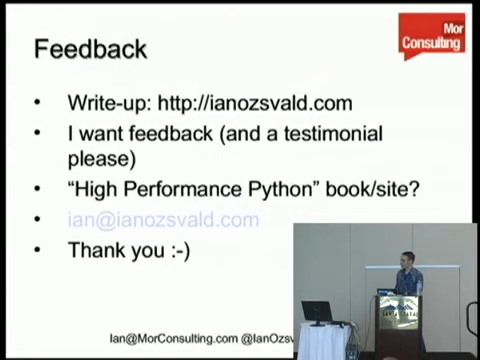 Feedback
Mor
Consulting
• Write-up: http://ianozsvald.com
• I want feedback (and a testimonial
please)
• “High Performance Python” book/site?
• ian@ianozsvald.com
• Thank you :-)
Ian@MorConsulting.com @IanOzsv